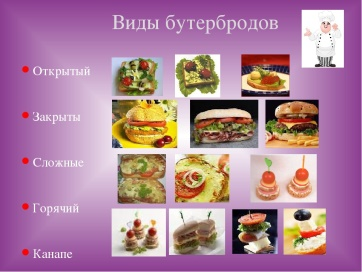 Виды бутербродов
Открытый
Закрыты
Сложные
Горячий
Канапе